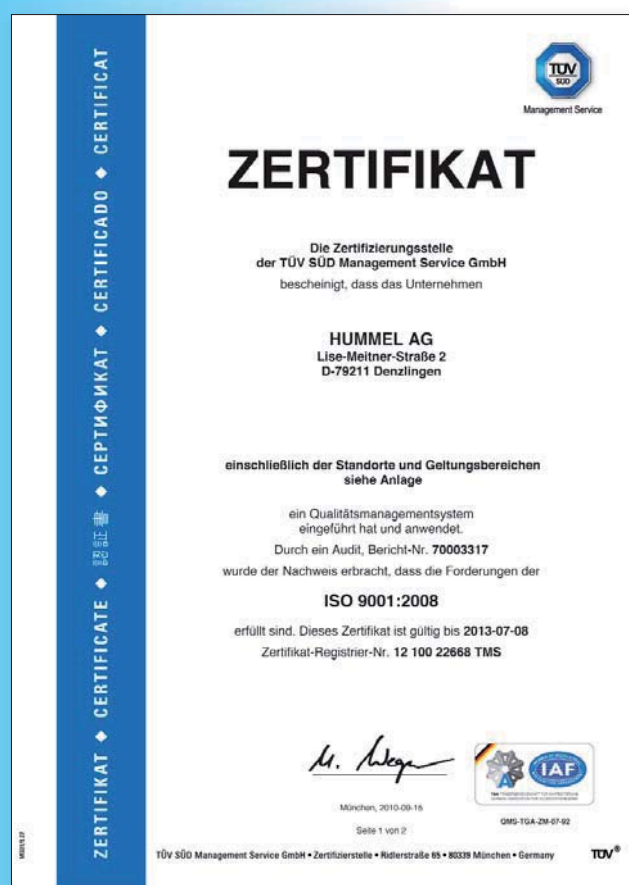 TÜV
SÜD
Management Service
ZERTIFIKAT ◆ CERTIFICATE ◆ 認証書 ◆ СЕРТИФИКАТ ◆ CERTIFICADO ◆ CERTIFICAT
ZERTIFIKAT
Die Zertifizierungsstelle
der TÜV SÜD Management Service GmbH
bescheinigt, dass das Unternehmen
HUMMEL AG
Lise-Meitner-Straße 2
D-79211 Denzlingen
einschließlich der Standorte und Geltungsbereichen
siehe Anlage
ein Qualitätsmanagementsystem
eingeführt hat und anwendet.
Durch ein Audit, Bericht-Nr. 70003317
wurde der Nachweis erbracht, dass die Forderungen der
ISO 9001:2008
erfüllt sind. Dieses Zertifikat ist gültig bis 2013-07-08
Zertifikat-Registrier-Nr. 12 100 22668 TMS
München, 2010-09-15
Seite 1 von 2
IAF
QMS-TGA-ZM-07-92
TÜV SÜD Management Service GmbH • Zertifizierstelle • Ridlerstraße 65 • 80339 München • Germany
TÜV®